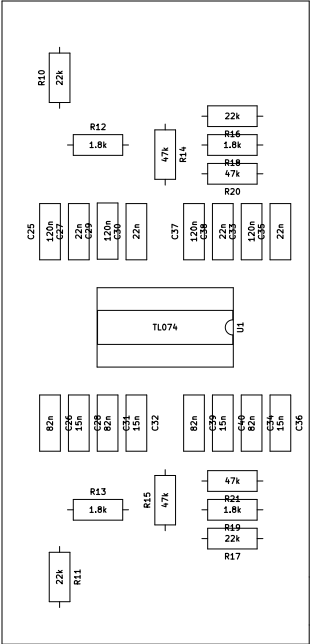 R10
22k
R12
1.8k
47k
R14
22k
R16
1.8k
R18
47k
R20
C25
120n
C27
22n
C29
120n
C30
22n
C37
120n
C38
22n
C33
120n
C35
22n
TL074
U1
82n
C26
15n
C28
82n
C31
15n
C32
82n
C39
15n
C40
82n
C34
15n
C36
R13
1.8k
R15
47k
47k
R21
1.8k
R19
22k
R17
22k
R11